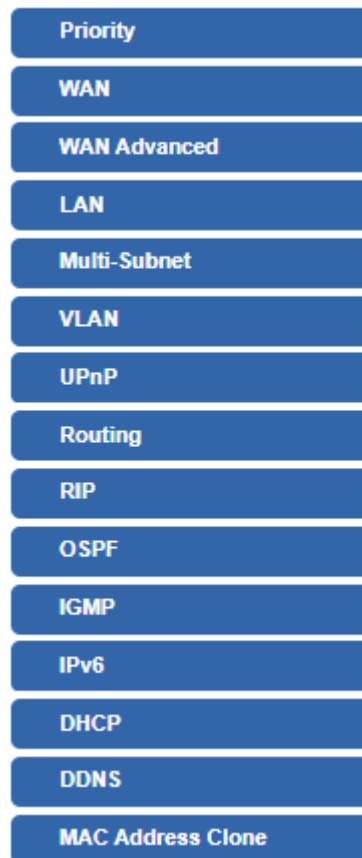 Priority
WAN
WAN Advanced
LAN
Multi-Subnet
VLAN
UPnP
Routing
RIP
OSPF
IGMP
IPv6
DHCP
DDNS
MAC Address Clone